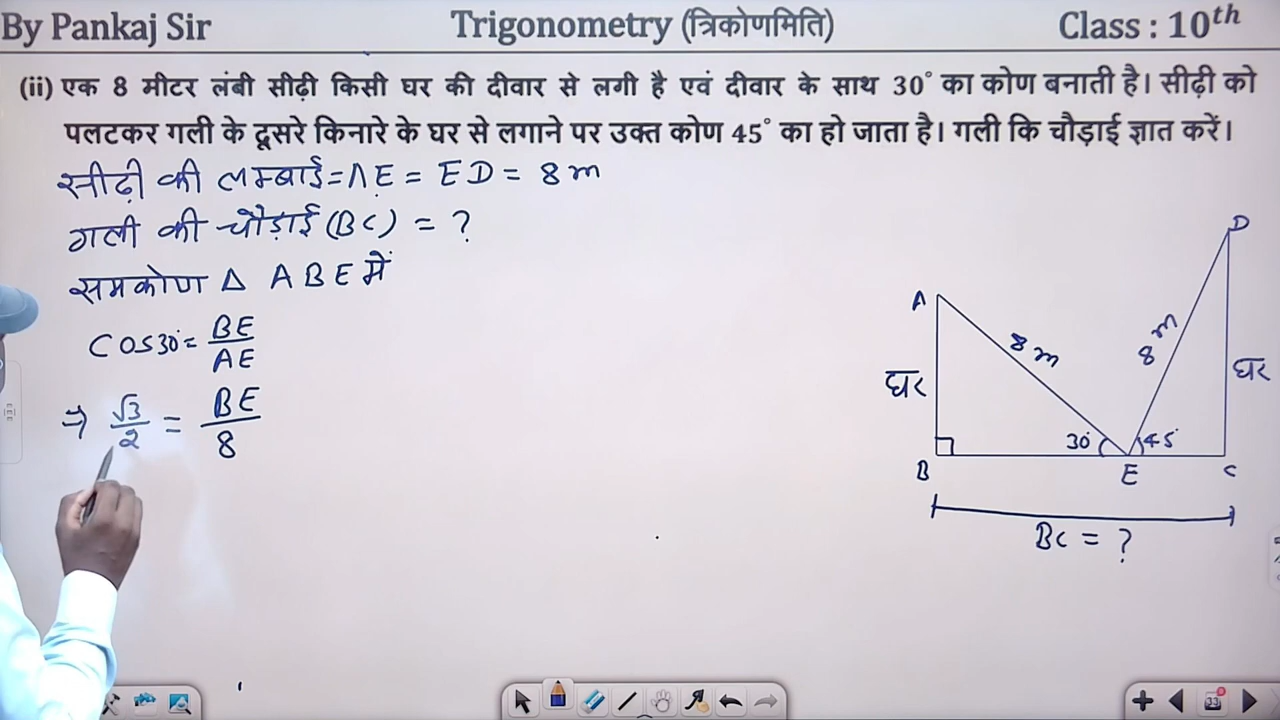 By Pankaj Sir
Trigonometry (त्रिकोणमिति)
Class : 10th
(ii) एक 8 मीटर लंबी सीढ़ी किसी घर की दीवार से लगी है एवं दीवार के साथ 30° का कोण बनाती है। सीढ़ी को
पलटकर गली के दूसरे किनारे के घर से लगाने पर उक्त कोण 45° का हो जाता है। गली कि चौड़ाई ज्ञात करें।
सीढ़ी की लम्बाई = AE = ED = 8 m
गली की चौड़ाई (BC) = ?
समकोण Δ ABE में
Cos30° = BE/AE
⇒ √3/2 = BE/8
D
A
8 m
8 m
घर
घर
30°
45°
B
E
C
BC = ?
33